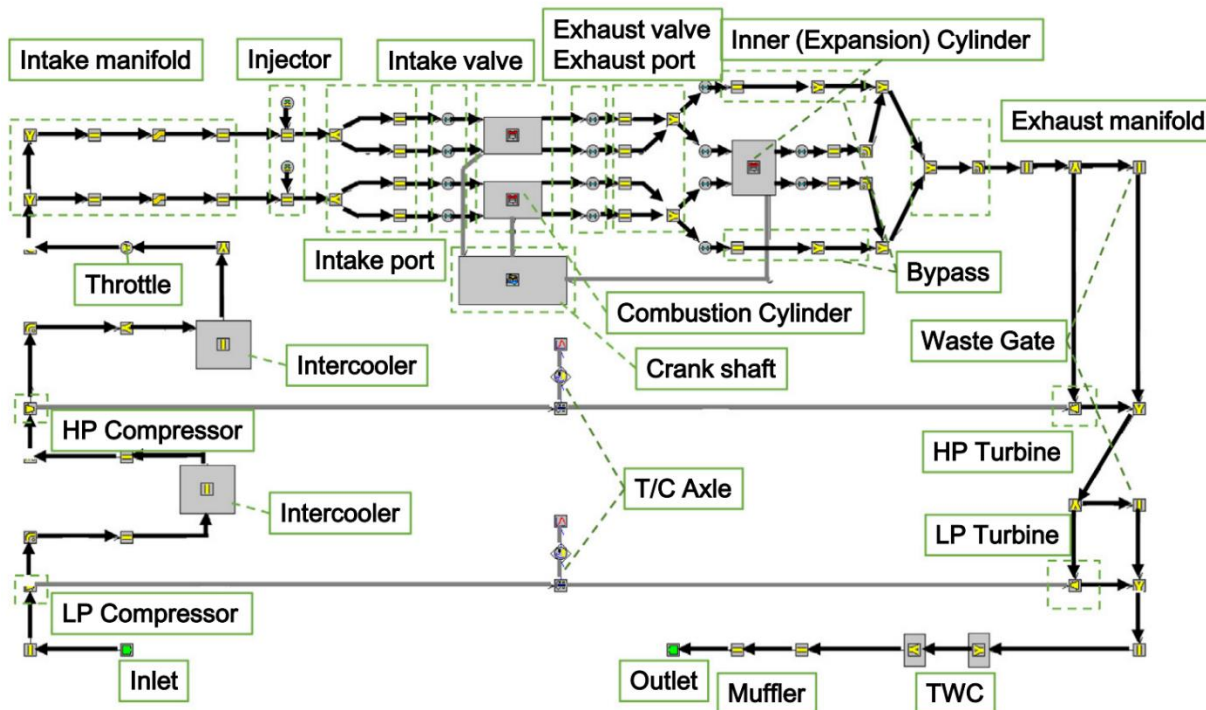 Exhaust valve
Exhaust port
Inner (Expansion) Cylinder
Intake manifold
Injector
Intake valve
Exhaust manifold
Intake port
Bypass
Throttle
Combustion Cylinder
Waste Gate
Intercooler
Crank shaft
HP Compressor
HP Turbine
T/C Axle
Intercooler
LP Turbine
LP Compressor
Inlet
Outlet
Muffler
TWC